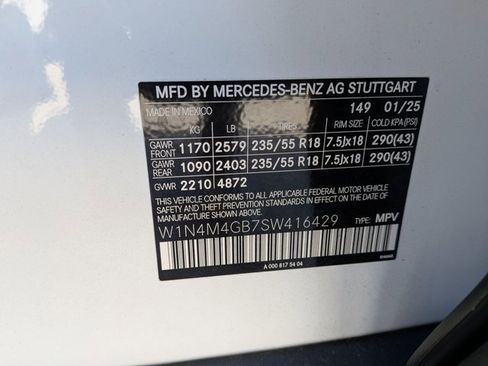 MFD BY MERCEDES-BENZ AG STUTTGART
MADE IN MEXICO 149 01/25
KG LB TIRES RIM SIZE COLD KPA(PSI)
GAWR FRONT 1170 2579 235/55 R18 7.5Jx18 290(43)
GAWR REAR 1090 2403 235/55 R18 7.5Jx18 290(43)
GVWR 2210 4872
THIS VEHICLE CONFORMS TO ALL APPLICABLE FEDERAL MOTOR VEHICLE
SAFETY, BUMPER, AND THEFT PREVENTION STANDARDS IN
EFFECT ON THE DATE OF MANUFACTURE SHOWN ABOVE.
W1N4M4GB7SW416429 TYPE: MPV
A 000 817 54 04